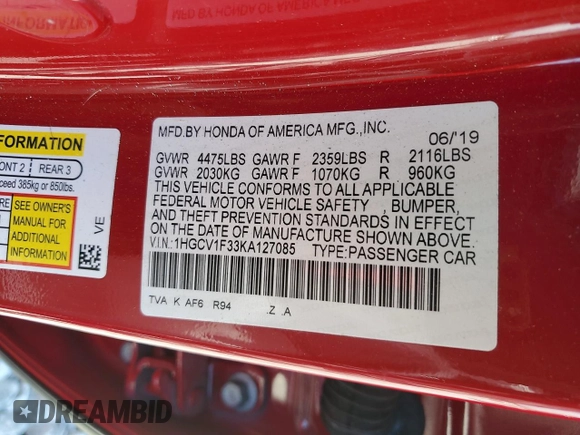 MFD.BY HONDA OF AMERICA MFG.,INC. 06/'19
GVWR 4475LBS GAWR F 2359LBS R 2116LBS
GVWR 2030KG GAWR F 1070KG R 960KG
THIS VEHICLE CONFORMS TO ALL APPLICABLE
FEDERAL MOTOR VEHICLE SAFETY , BUMPER,
AND THEFT PREVENTION STANDARDS IN EFFECT
ON THE DATE OF MANUFACTURE SHOWN ABOVE.
V.I.N.:1HGCV1F33KA127085 TYPE:PASSENGER CAR
TVA K AF6 R94 .Z .A
FORMATION
2 REAR 3
385kg or 850lbs.
SEE OWNER'S
MANUAL FOR
ADDITIONAL
INFORMATION
VE
DREAMBID